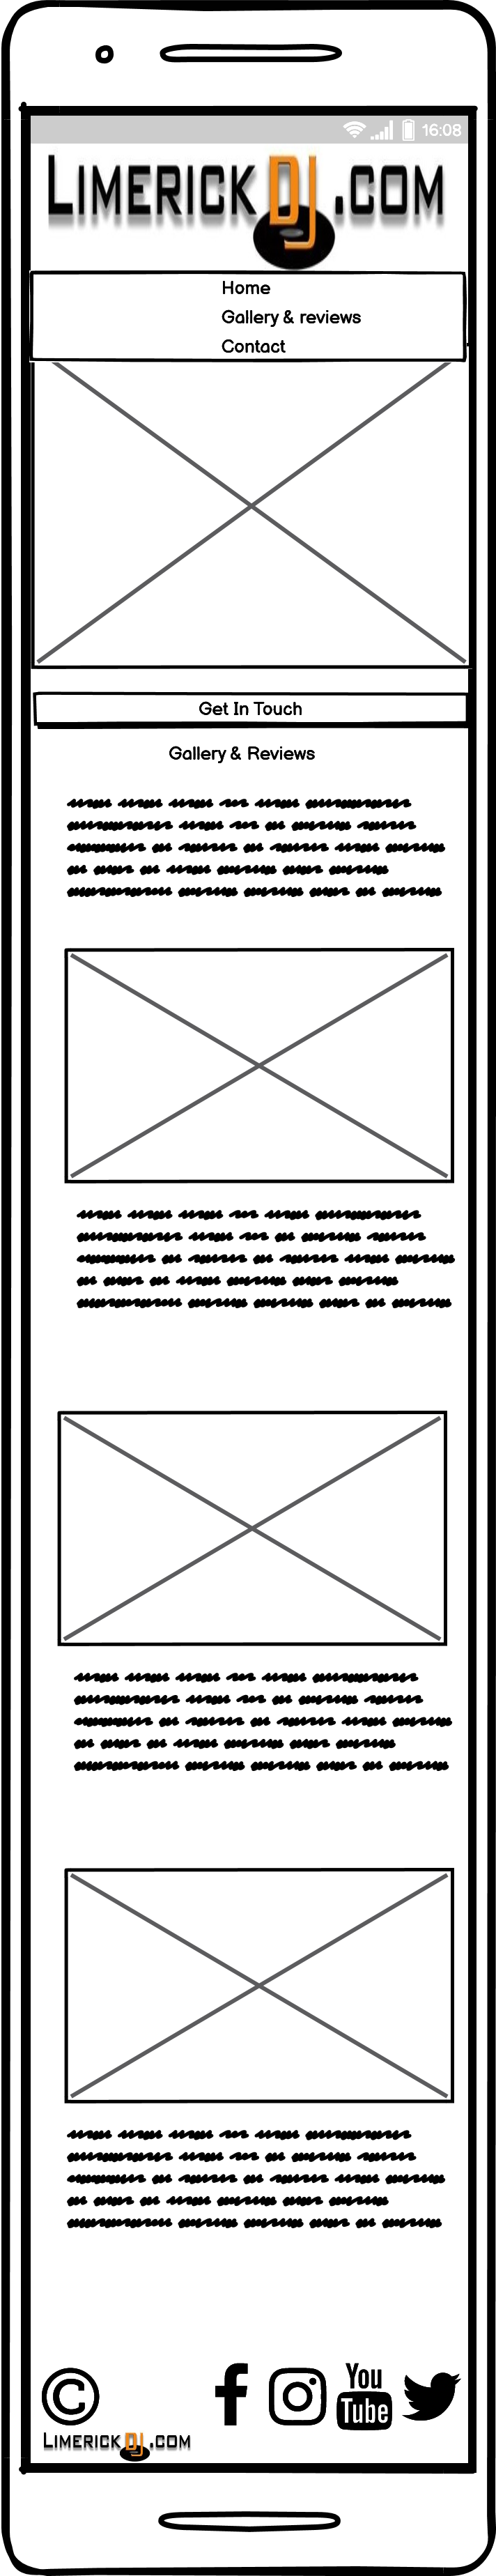 16:08
LIMERICK DJ .COM
Home
Gallery & reviews
Contact
Get In Touch
Gallery & Reviews
©
You
Tube
LIMERICK DJ .COM